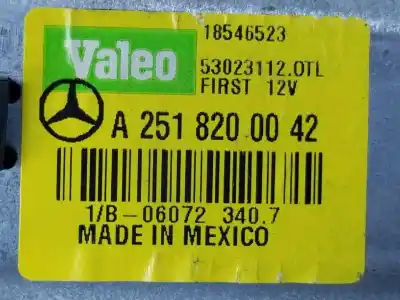 18546523
Valeo
53023112.OTL
FIRST 12V
A 251 820 00 42
1/B-06072 340.7
MADE IN MEXICO